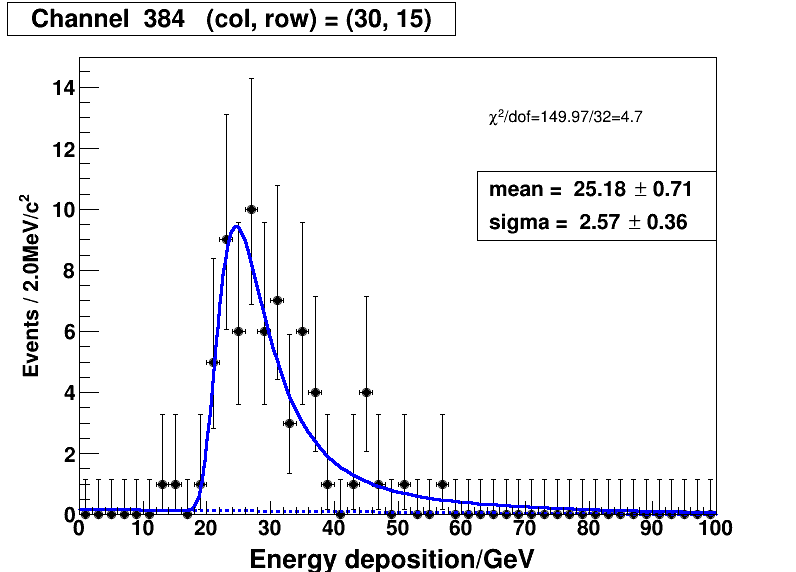 Channel 384 (col, row) = (30, 15)
χ²/dof=149.97/32=4.7
mean = 25.18 ± 0.71
sigma = 2.57 ± 0.36
Events / 2.0MeV/c²
14
12
10
8
6
4
2
0
0 10 20 30 40 50 60 70 80 90 100
Energy deposition/GeV